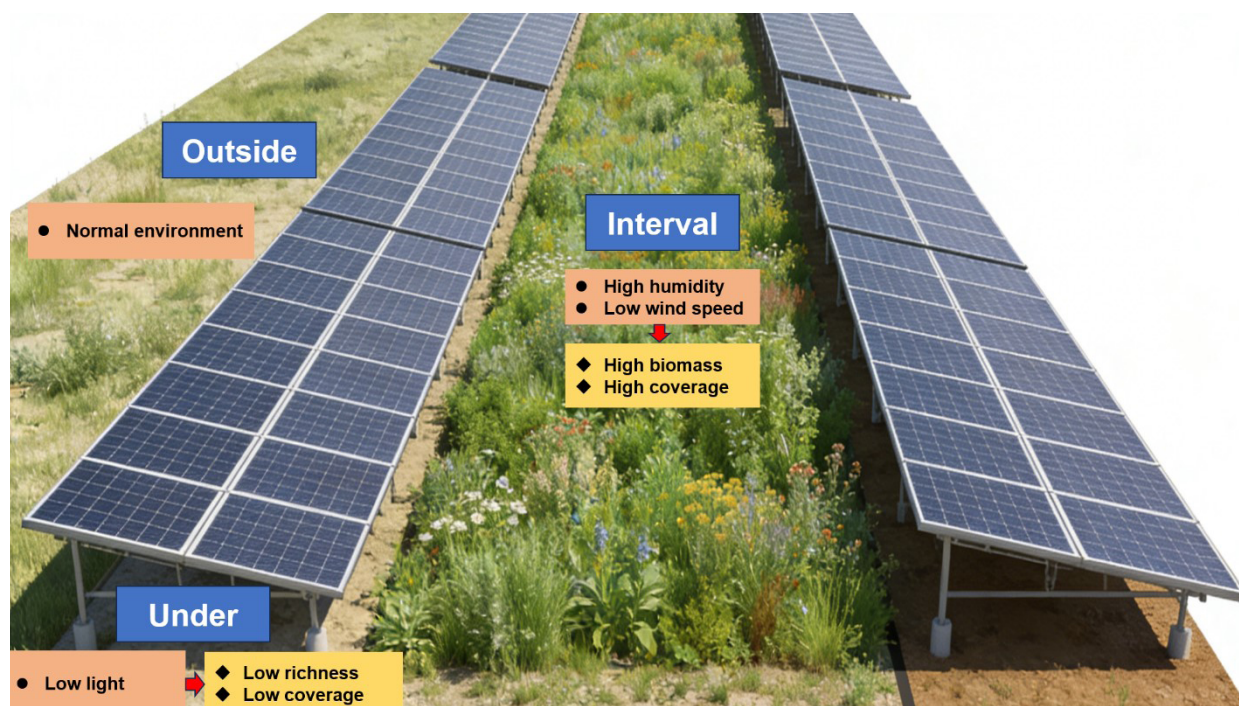 Outside
● Normal environment
Interval
● High humidity
● Low wind speed
◆ High biomass
◆ High coverage
Under
● Low light
◆ Low richness
◆ Low coverage